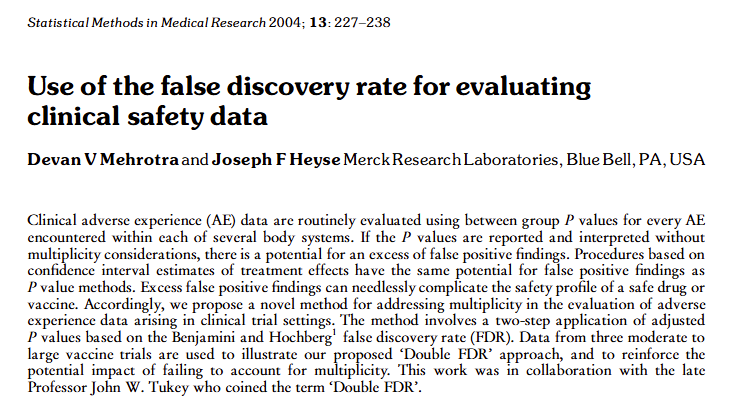 Statistical Methods in Medical Research 2004; 13: 227–238
Use of the false discovery rate for evaluating
clinical safety data
Devan V Mehrotra and Joseph F Heyse Merck Research Laboratories, Blue Bell, PA, USA
Clinical adverse experience (AE) data are routinely evaluated using between group P values for every AE
encountered within each of several body systems. If the P values are reported and interpreted without
multiplicity considerations, there is a potential for an excess of false positive findings. Procedures based on
confidence interval estimates of treatment effects have the same potential for false positive findings as
P value methods. Excess false positive findings can needlessly complicate the safety profile of a safe drug or
vaccine. Accordingly, we propose a novel method for addressing multiplicity in the evaluation of adverse
experience data arising in clinical trial settings. The method involves a two-step application of adjusted
P values based on the Benjamini and Hochberg¹ false discovery rate (FDR). Data from three moderate to
large vaccine trials are used to illustrate our proposed ‘Double FDR’ approach, and to reinforce the
potential impact of failing to account for multiplicity. This work was in collaboration with the late
Professor John W. Tukey who coined the term ‘Double FDR’.